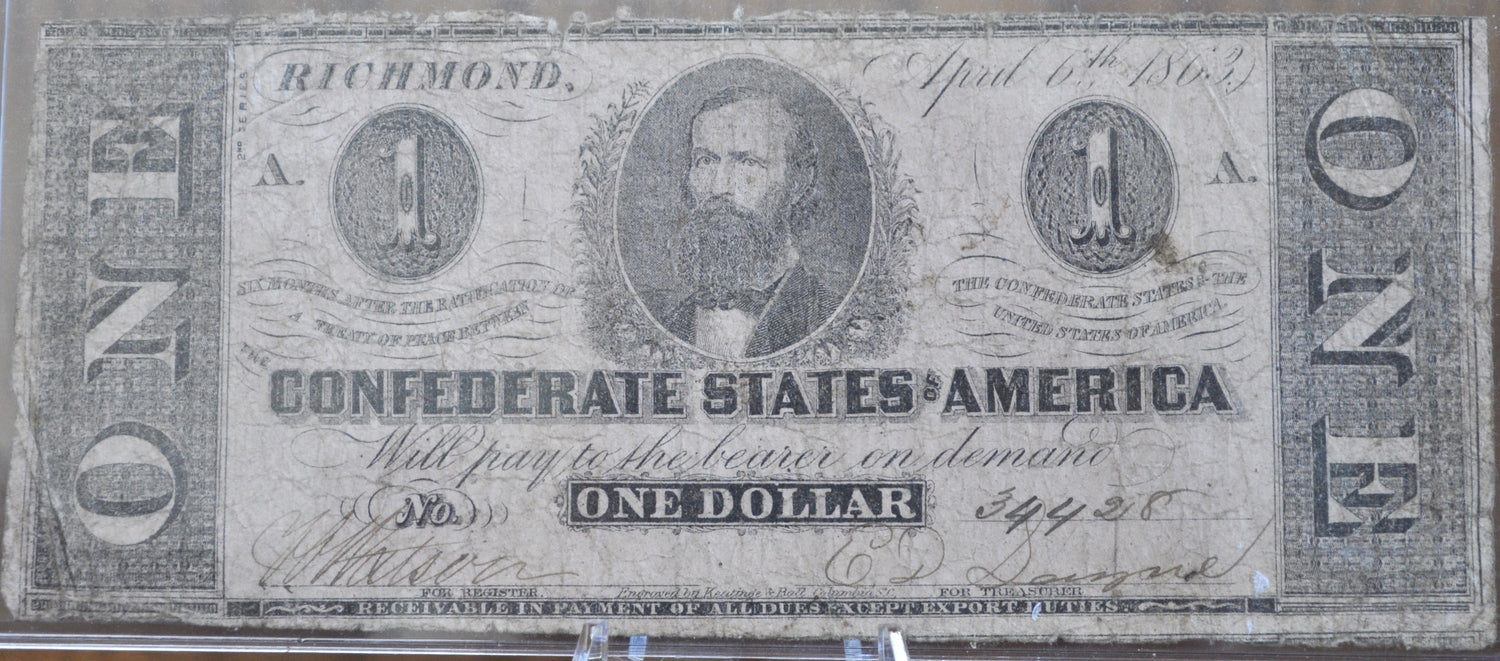 RICHMOND,
April 6th, 1863
2ND SERIES
A.
1
1
A.
ONE
ONE
SIX MONTHS AFTER THE RATIFICATION OF
A TREATY OF PEACE BETWEEN
THE CONFEDERATE STATES & THE
UNITED STATES OF AMERICA
THE
CONFEDERATE STATES OF AMERICA
Will pay to the bearer on demand
No.
ONE DOLLAR
34428
Watson
E D
FOR REGISTER.
Engraved by Keatinge & Ball Columbia S.C.
FOR TREASURER
RECEIVABLE IN PAYMENT OF ALL DUES EXCEPT EXPORT DUTIES.